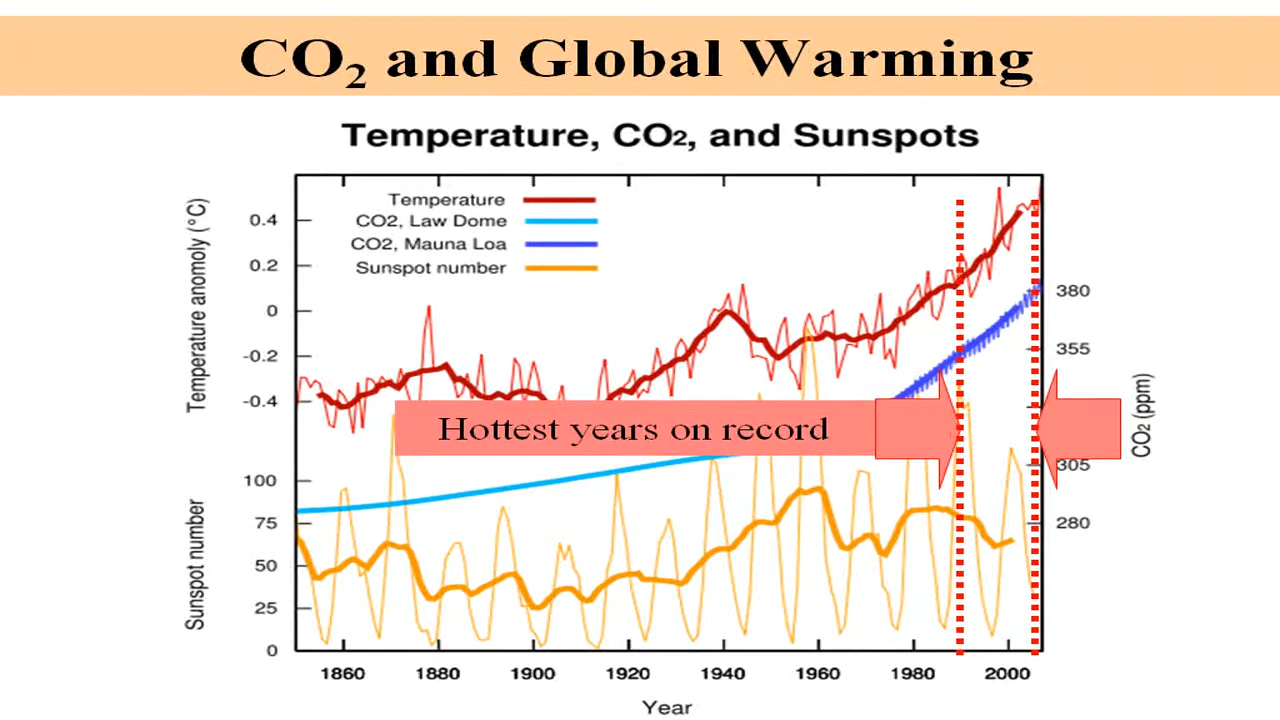 CO2 and Global Warming
Temperature, CO2, and Sunspots
Temperature
CO2, Law Dome
CO2, Mauna Loa
Sunspot number
Temperature anomoly (°C)
0.4
0.2
0
-0.2
-0.4
380
355
305
280
CO2 (ppm)
Hottest years on record
Sunspot number
100
75
50
25
0
1860 1880 1900 1920 1940 1960 1980 2000
Year